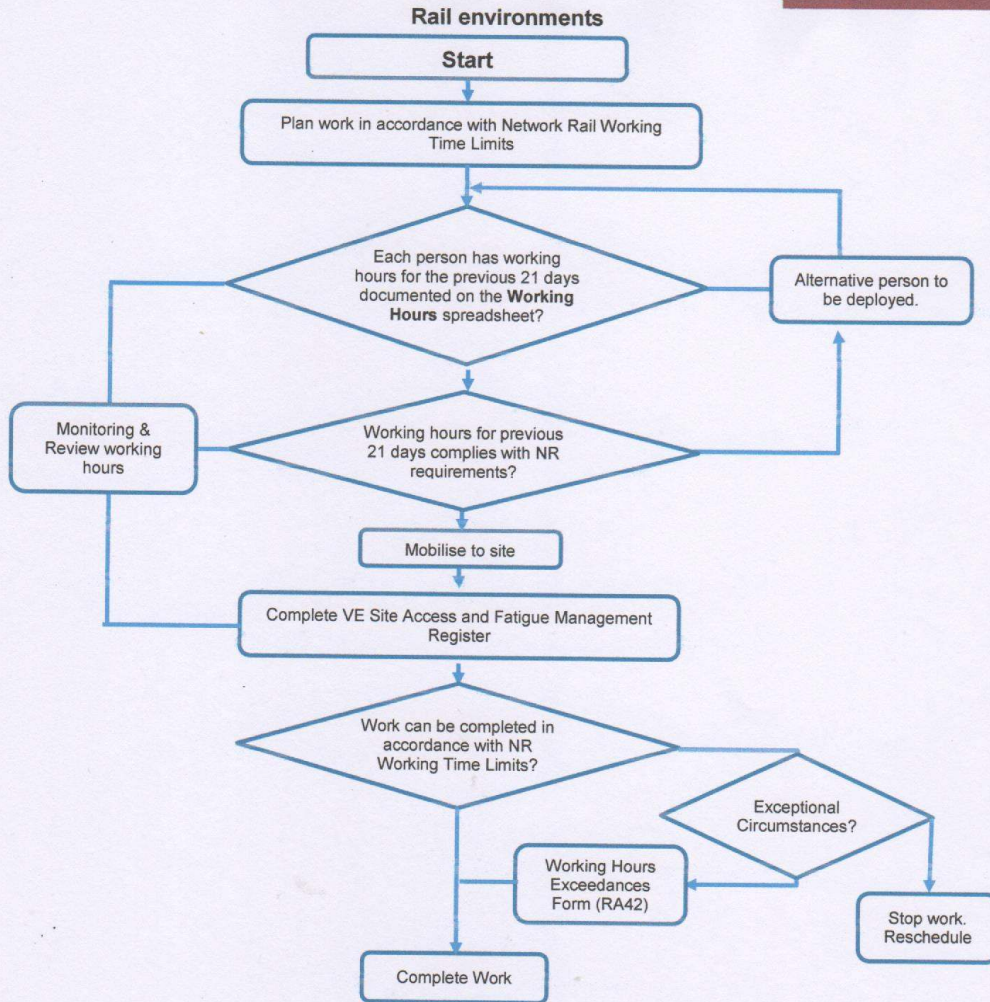 Rail environments
Start
Plan work in accordance with Network Rail Working
Time Limits
Each person has working
hours for the previous 21 days
documented on the Working
Hours spreadsheet?
Alternative person to
be deployed.
Monitoring &
Review working
hours
Working hours for previous
21 days complies with NR
requirements?
Mobilise to site
Complete VE Site Access and Fatigue Management
Register
Work can be completed in
accordance with NR
Working Time Limits?
Exceptional
Circumstances?
Working Hours
Exceedances
Form (RA42)
Stop work.
Reschedule
Complete Work